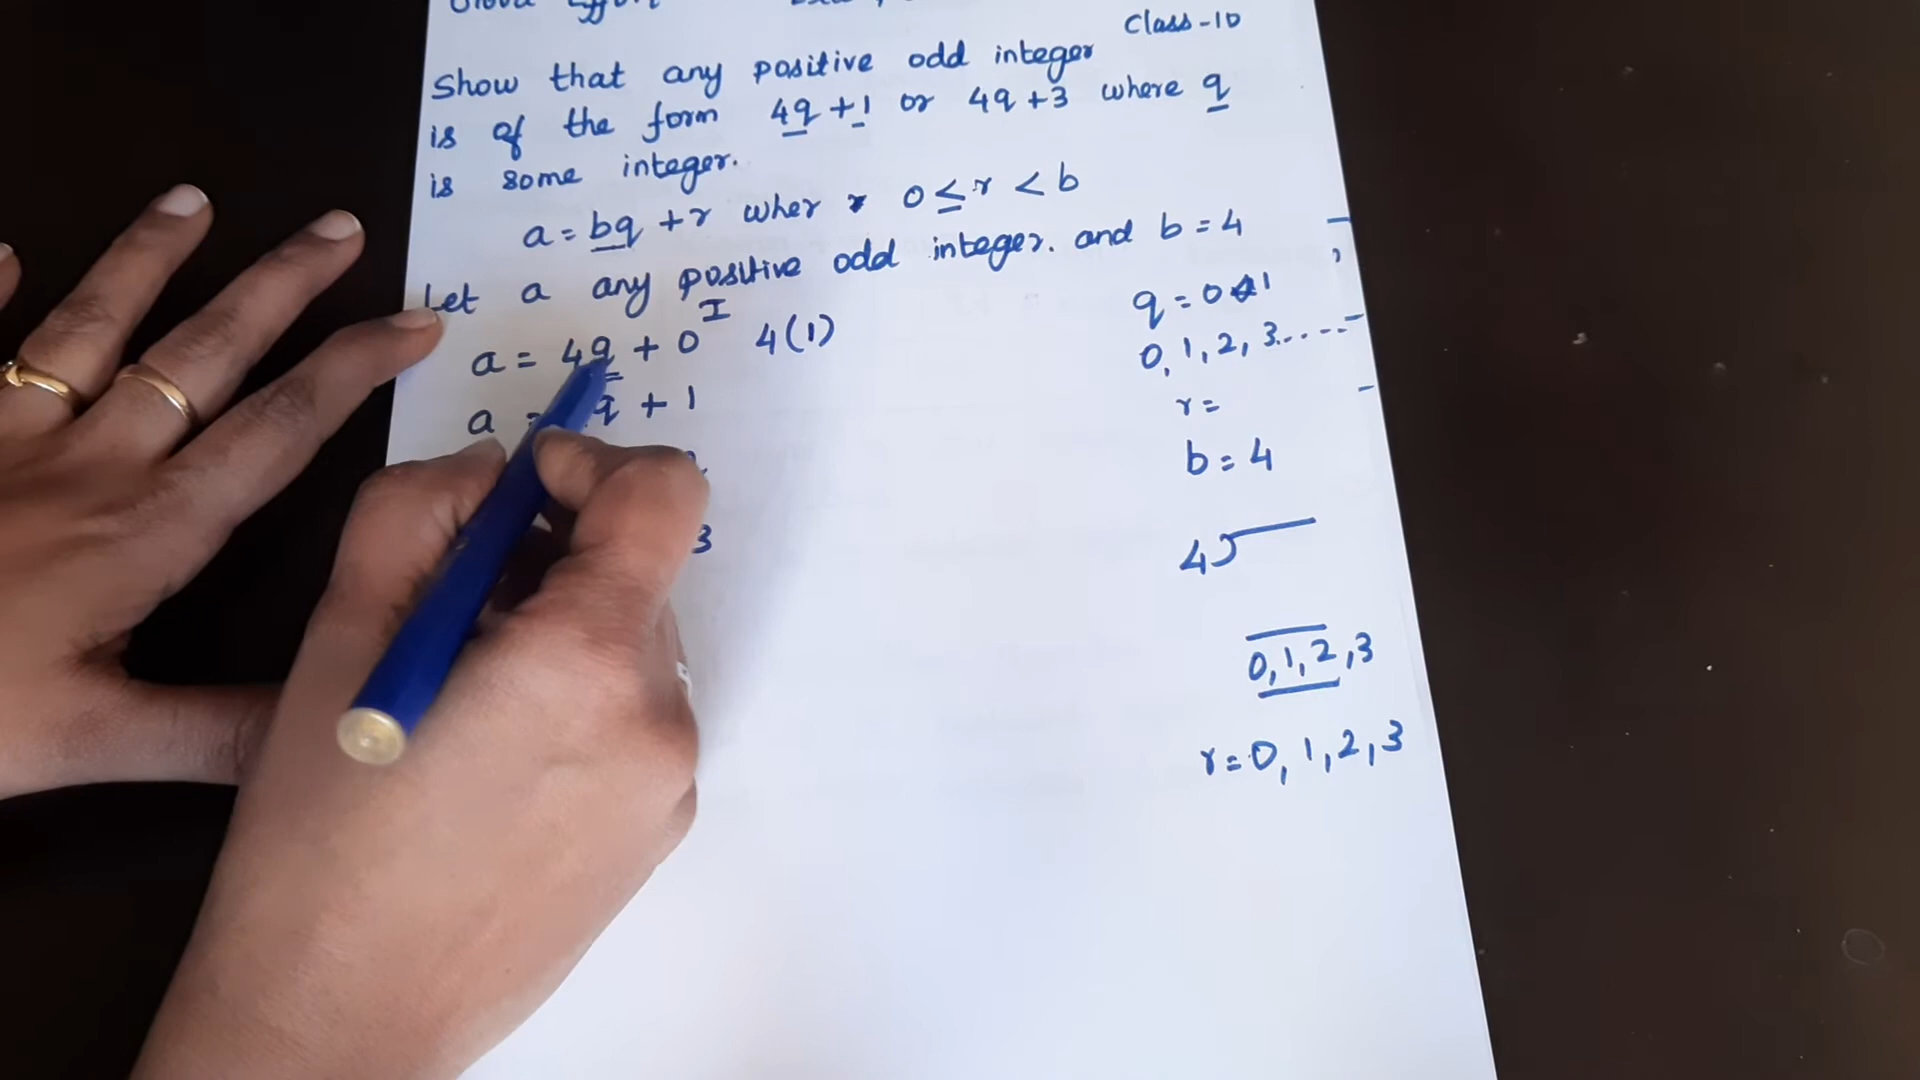 Class-10
Show that any positive odd integer
is of the form 4q+1 or 4q+3 where q
is some integer.
a = bq + r wher 0 ≤ r < b
Let a any positive odd integer. and b = 4
a = 4q + 0 I 4(1)
a = q + 1
3
q = 0 1
0, 1, 2, 3.....
r =
b = 4
4)
0, 1, 2, 3
r = 0, 1, 2, 3